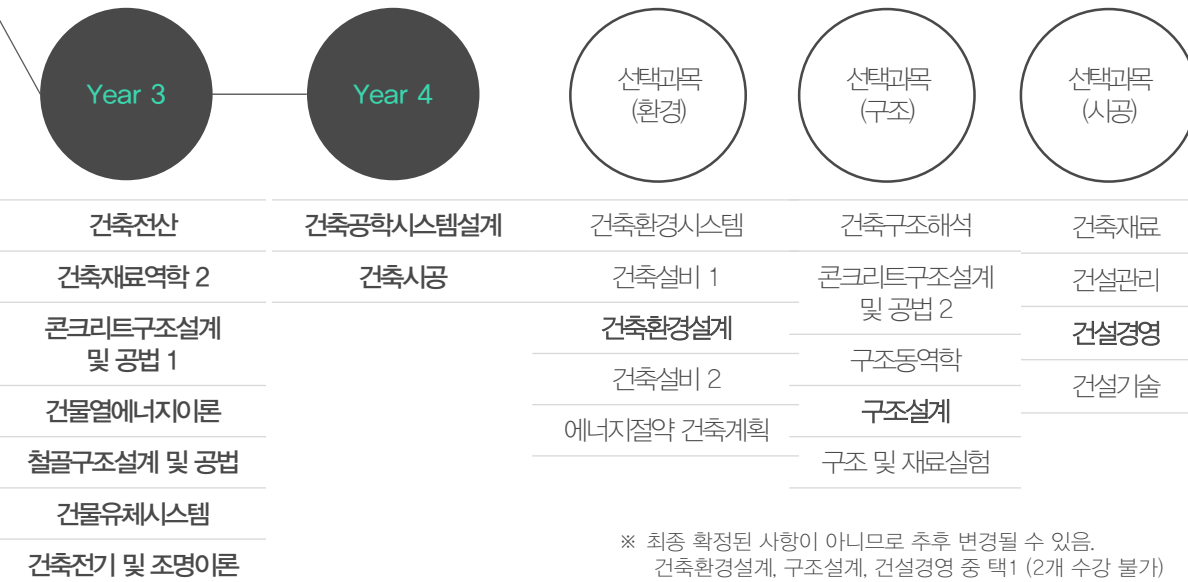 Year 3
Year 4
선택과목
(환경)
선택과목
(구조)
선택과목
(시공)
건축전산
건축재료역학 2
콘크리트구조설계
및 공법 1
건물열에너지이론
철골구조설계 및 공법
건물유체시스템
건축전기 및 조명이론
건축공학시스템설계
건축시공
건축환경시스템
건축설비 1
건축환경설계
건축설비 2
에너지절약 건축계획
건축구조해석
콘크리트구조설계
및 공법 2
구조동역학
구조설계
구조 및 재료실험
건축재료
건설관리
건설경영
건설기술
※ 최종 확정된 사항이 아니므로 추후 변경될 수 있음.
건축환경설계, 구조설계, 건설경영 중 택1 (2개 수강 불가)